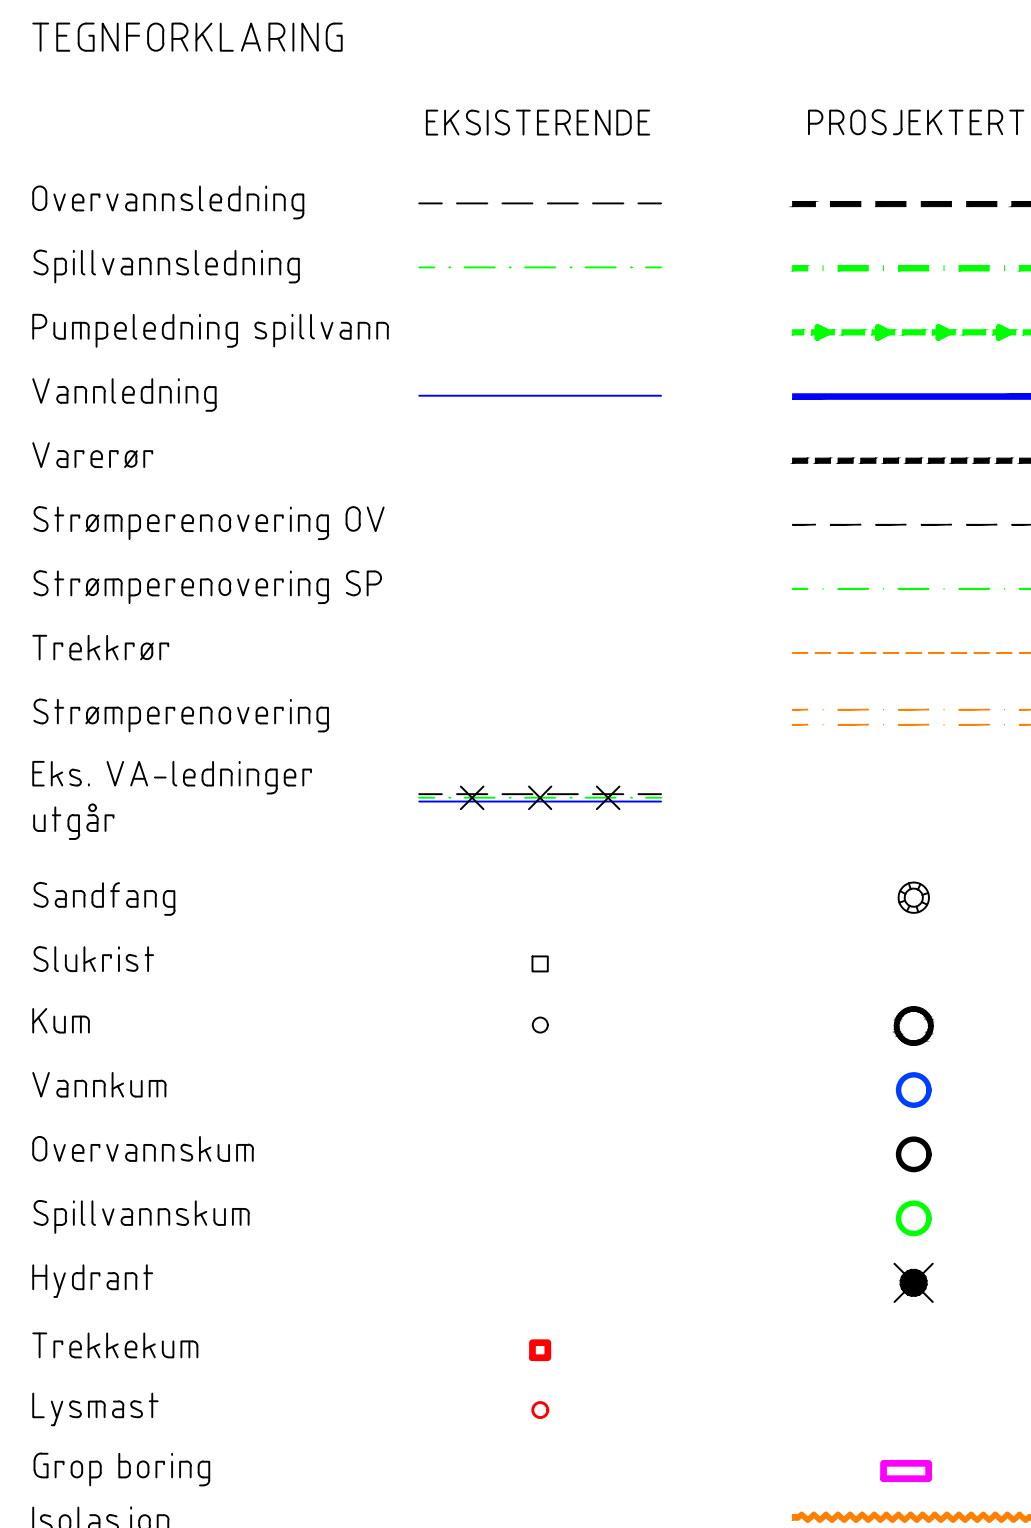 TEGNFORKLARING
EKSISTERENDE PROSJEKTERT
Overvannsledning
Spillvannsledning
Pumpeledning spillvann
Vannledning
Varerør
Strømperenovering OV
Strømperenovering SP
Trekkrør
Strømperenovering
Eks. VA-ledninger
utgår
Sandfang
Slukrist
Kum
Vannkum
Overvannskum
Spillvannskum
Hydrant
Trekkekum
Lysmast
Grop boring
Isolasjon